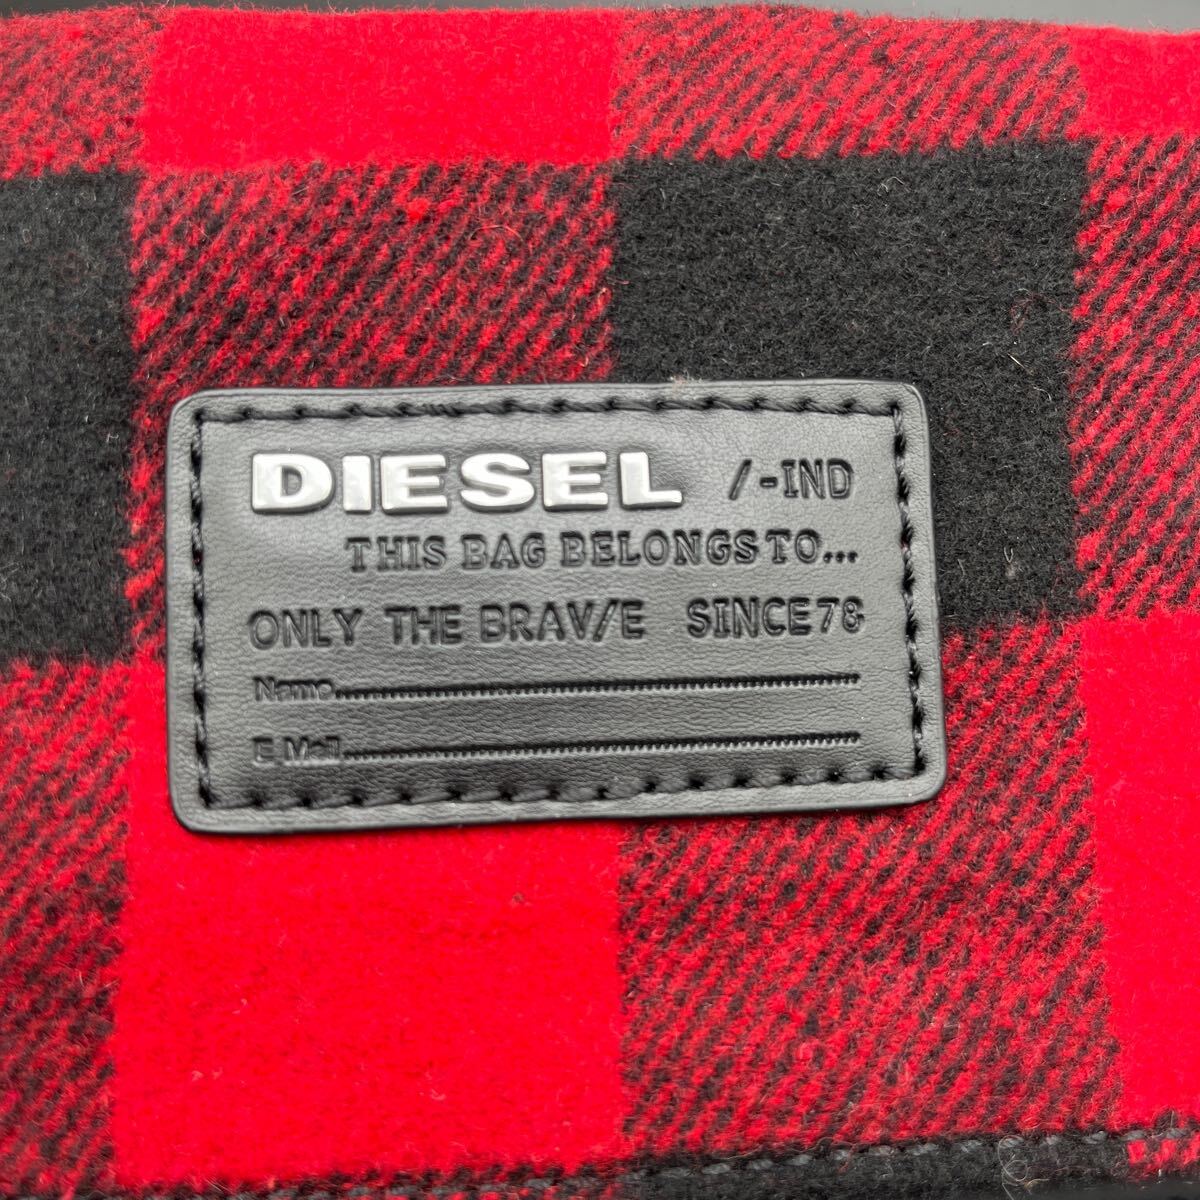 DIESEL /-IND
THIS BAG BELONGS TO...
ONLY THE BRAV/E SINCE78
Name
E Mail